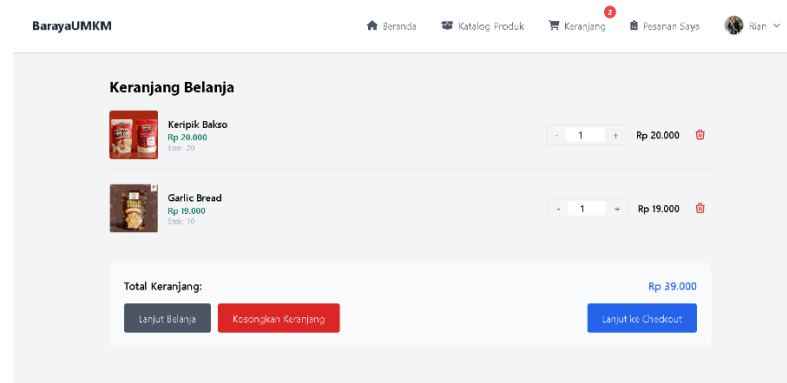 BarayaUMKM
Beranda
Katalog Produk
Keranjang
2
Pesanan Saya
Rian
Keranjang Belanja
Keripik Bakso
Rp 20.000
Stok: 20
- 1 + Rp 20.000
Garlic Bread
Rp 19.000
Stok: 10
- 1 + Rp 19.000
Total Keranjang: Rp 39.000
Lanjut Belanja
Kosongkan Keranjang
Lanjut ke Checkout